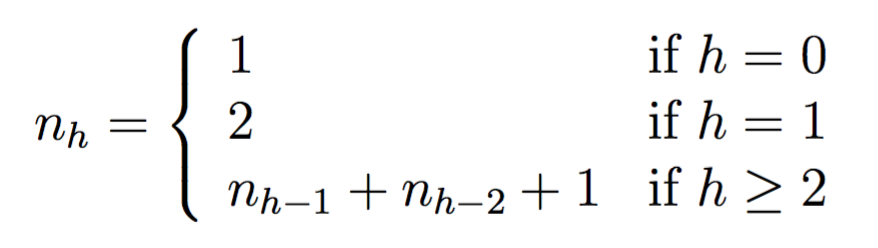 1 if h = 0
n_h = { 2 if h = 1
n_{h−1} + n_{h−2} + 1 if h ≥ 2